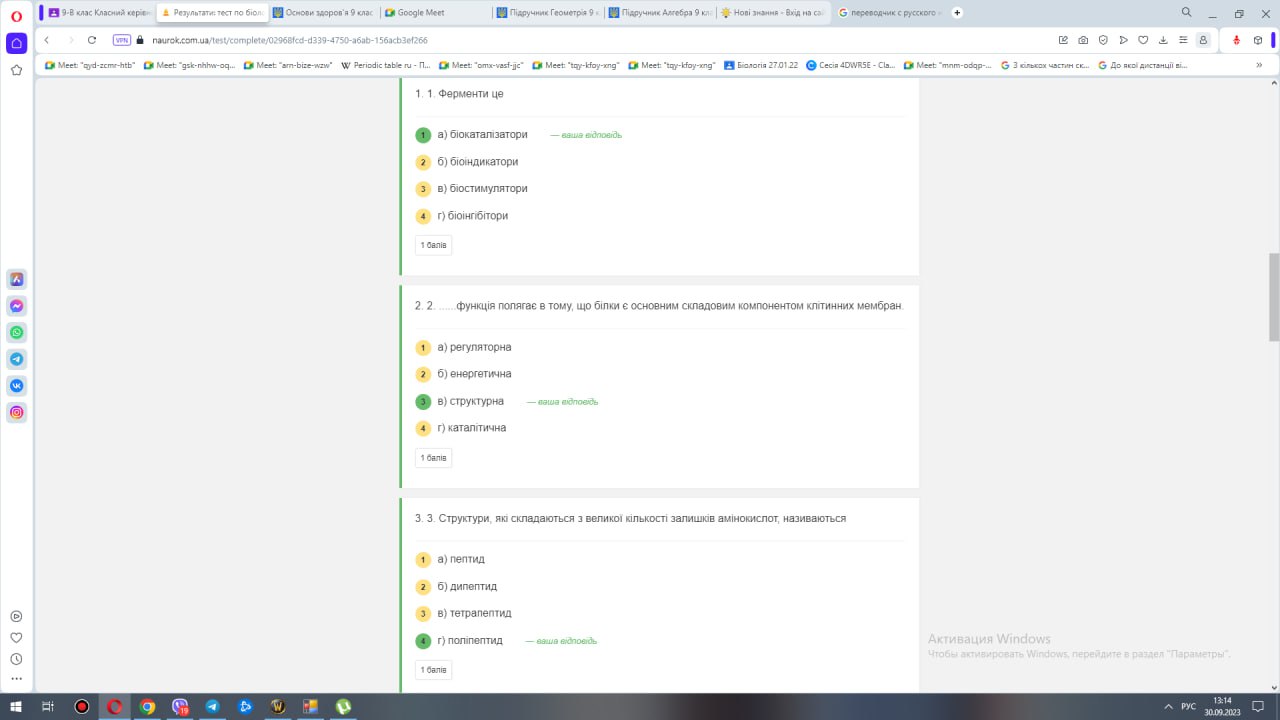 9-В клас Класний керівн
Результати: тест по біоло
Основи здоров'я 9 клас
Google Meet
Підручник Геометрія 9 к
Підручник Алгебра 9 кла
Нові знання - Вхід на сай
переводчик с русского н
VPN
naurok.com.ua/test/complete/02968fcd-d339-4750-a6ab-156acb3ef266
Meet: "qyd-zcmr-htb"
Meet: "gsk-nhhw-oq...
Meet: "arn-bize-wzw"
Periodic table ru - П...
Meet: "omx-vasf-jjc"
Meet: "tqy-kfoy-xng"
Meet: "tqy-kfoy-xng"
Біологія 27.01.22
Сесія 4DWR5E - Cla...
Meet: "mnm-odqp-...
З кількох частин ск...
До якої дистанції ві...
»
1. 1. Ферменти це
1 а) біокаталізатори — ваша відповідь
2 б) біоіндикатори
3 в) біостимулятори
4 г) біоінгібітори
1 балів
2. 2. ......функція полягає в тому, що білки є основним складовим компонентом клітинних мембран.
1 а) регуляторна
2 б) енергетична
3 в) структурна — ваша відповідь
4 г) каталітична
1 балів
3. 3. Структури, які складаються з великої кількості залишків амінокислот, називаються
1 а) пептид
2 б) дипептид
3 в) тетрапептид
4 г) поліпептид — ваша відповідь
1 балів
Активация Windows
Чтобы активировать Windows, перейдите в раздел "Параметры".
19
РУС
13:14
30.09.2023